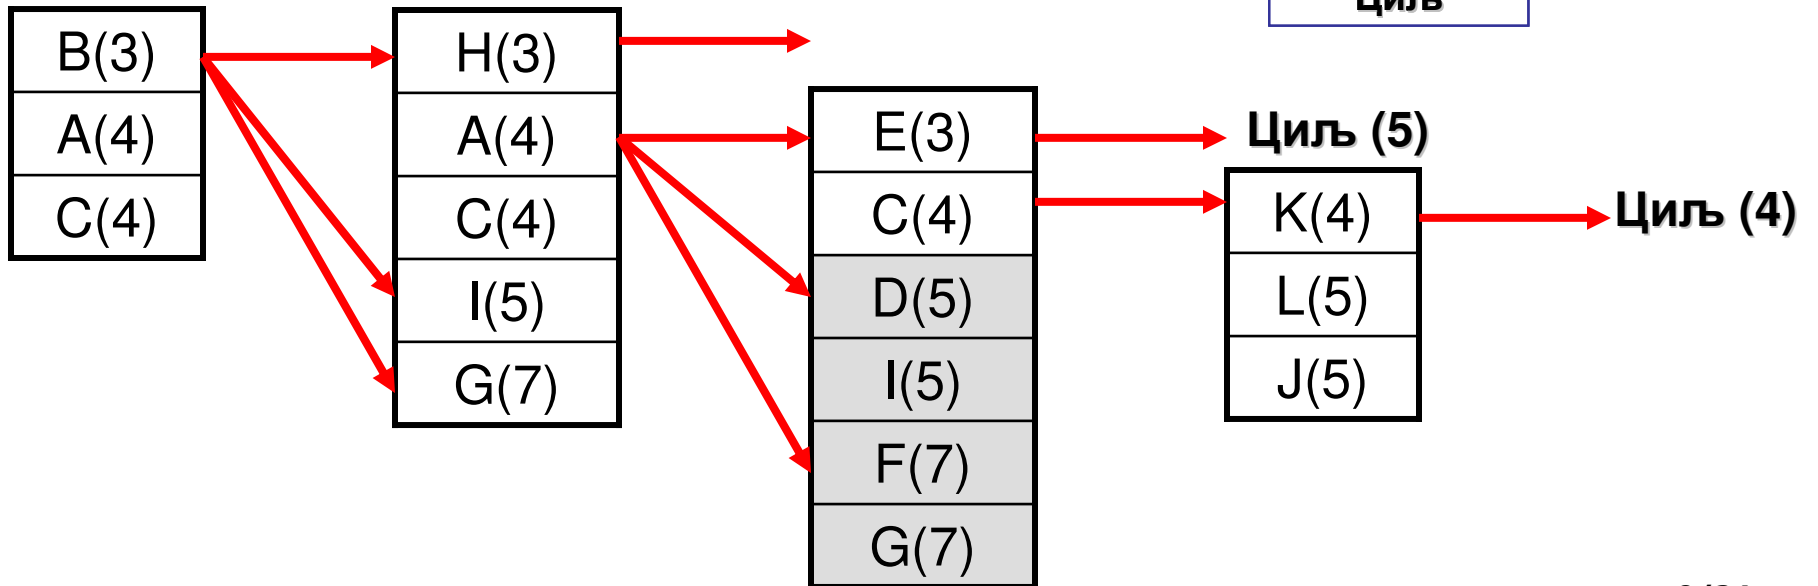 Циљ
B(3)
A(4)
C(4)
H(3)
A(4)
C(4)
I(5)
G(7)
E(3)
C(4)
D(5)
I(5)
F(7)
G(7)
Циљ (5)
K(4)
L(5)
J(5)
Циљ (4)